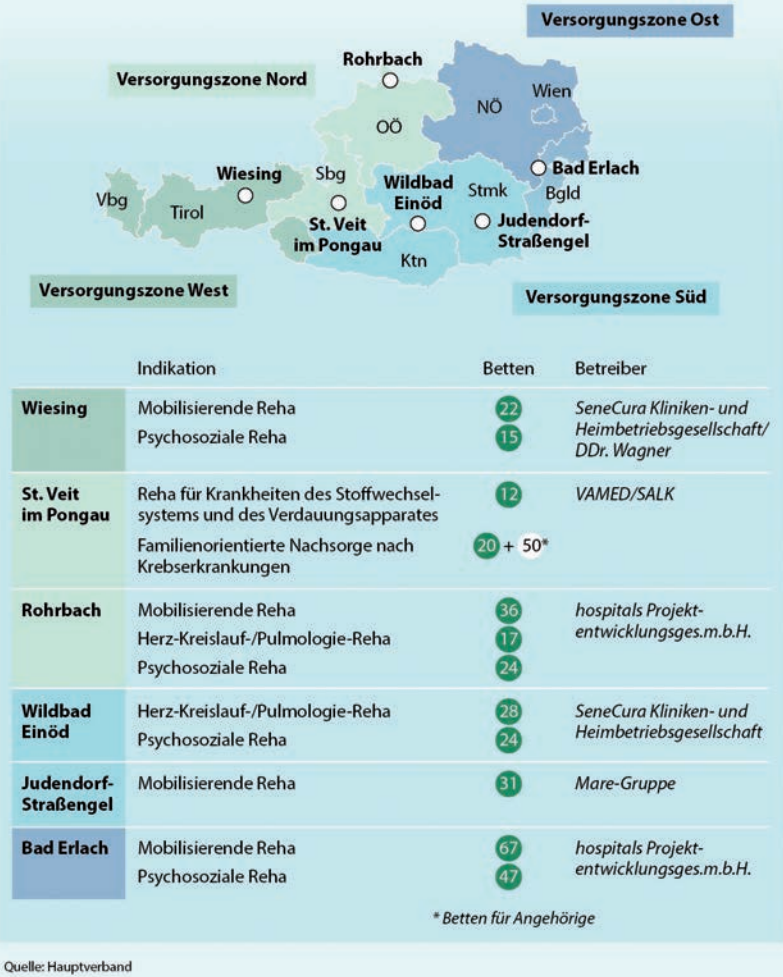 Versorgungszone Ost
Rohrbach
Versorgungszone Nord
Wien
NÖ
OÖ
Bad Erlach
Wiesing
Sbg
Wildbad
Einöd
Stmk
Bgld
Vbg
Tirol
St. Veit
im Pongau
Judendorf-
Straßengel
Ktn
Versorgungszone West
Versorgungszone Süd
Indikation Betten Betreiber
Wiesing Mobilisierende Reha 22 SeneCura Kliniken- und
Psychosoziale Reha 15 Heimbetriebsgesellschaft/
DDr. Wagner
St. Veit Reha für Krankheiten des Stoffwechsel- 12 VAMED/SALK
im Pongau systems und des Verdauungsapparates
Familienorientierte Nachsorge nach 20 + 50*
Krebserkrankungen
Rohrbach Mobilisierende Reha 36 hospitals Projekt-
Herz-Kreislauf-/Pulmologie-Reha 17 entwicklungsges.m.b.H.
Psychosoziale Reha 24
Wildbad Herz-Kreislauf-/Pulmologie-Reha 28 SeneCura Kliniken- und
Einöd Psychosoziale Reha 24 Heimbetriebsgesellschaft
Judendorf- Mobilisierende Reha 31 Mare-Gruppe
Straßengel
Bad Erlach Mobilisierende Reha 67 hospitals Projekt-
Psychosoziale Reha 47 entwicklungsges.m.b.H.
* Betten für Angehörige
Quelle: Hauptverband